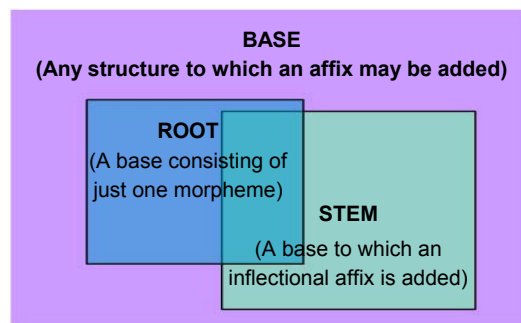 BASE
(Any structure to which an affix may be added)
ROOT
(A base consisting of
just one morpheme)
STEM
(A base to which an
inflectional affix is added)